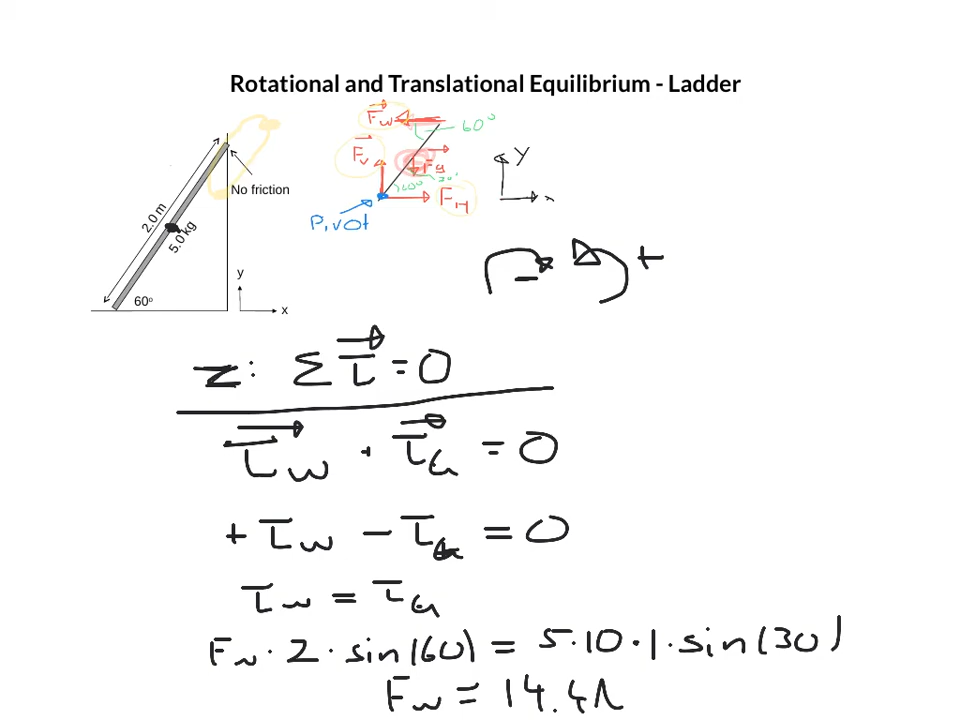 Rotational and Translational Equilibrium - Ladder
Fw
60°
Fv
Fg
30°
60°
FH
Pivot
y
x
No friction
2.0 m
5.0 kg
60°
y
x
- +
z: Στ = 0
τw + τG = 0
+ τw − τG = 0
τw = τG
Fw · 2 · sin(60) = 5·10·1·sin(30)
Fw = 14.4N